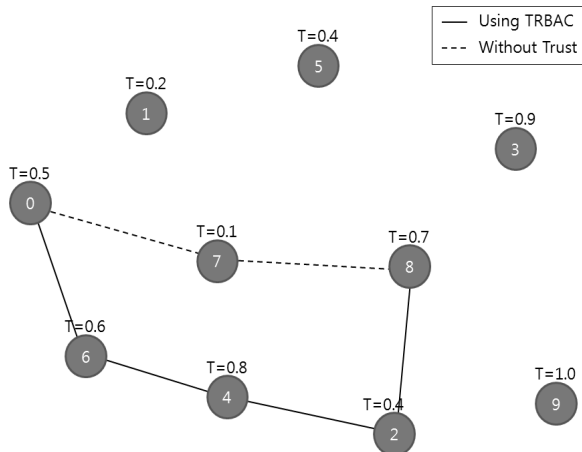 Using TRBAC
Without Trust
T=0.4
5
T=0.2
1
T=0.9
3
T=0.5
0
T=0.1
7
T=0.7
8
T=0.6
6
T=0.8
4
T=0.4
2
T=1.0
9